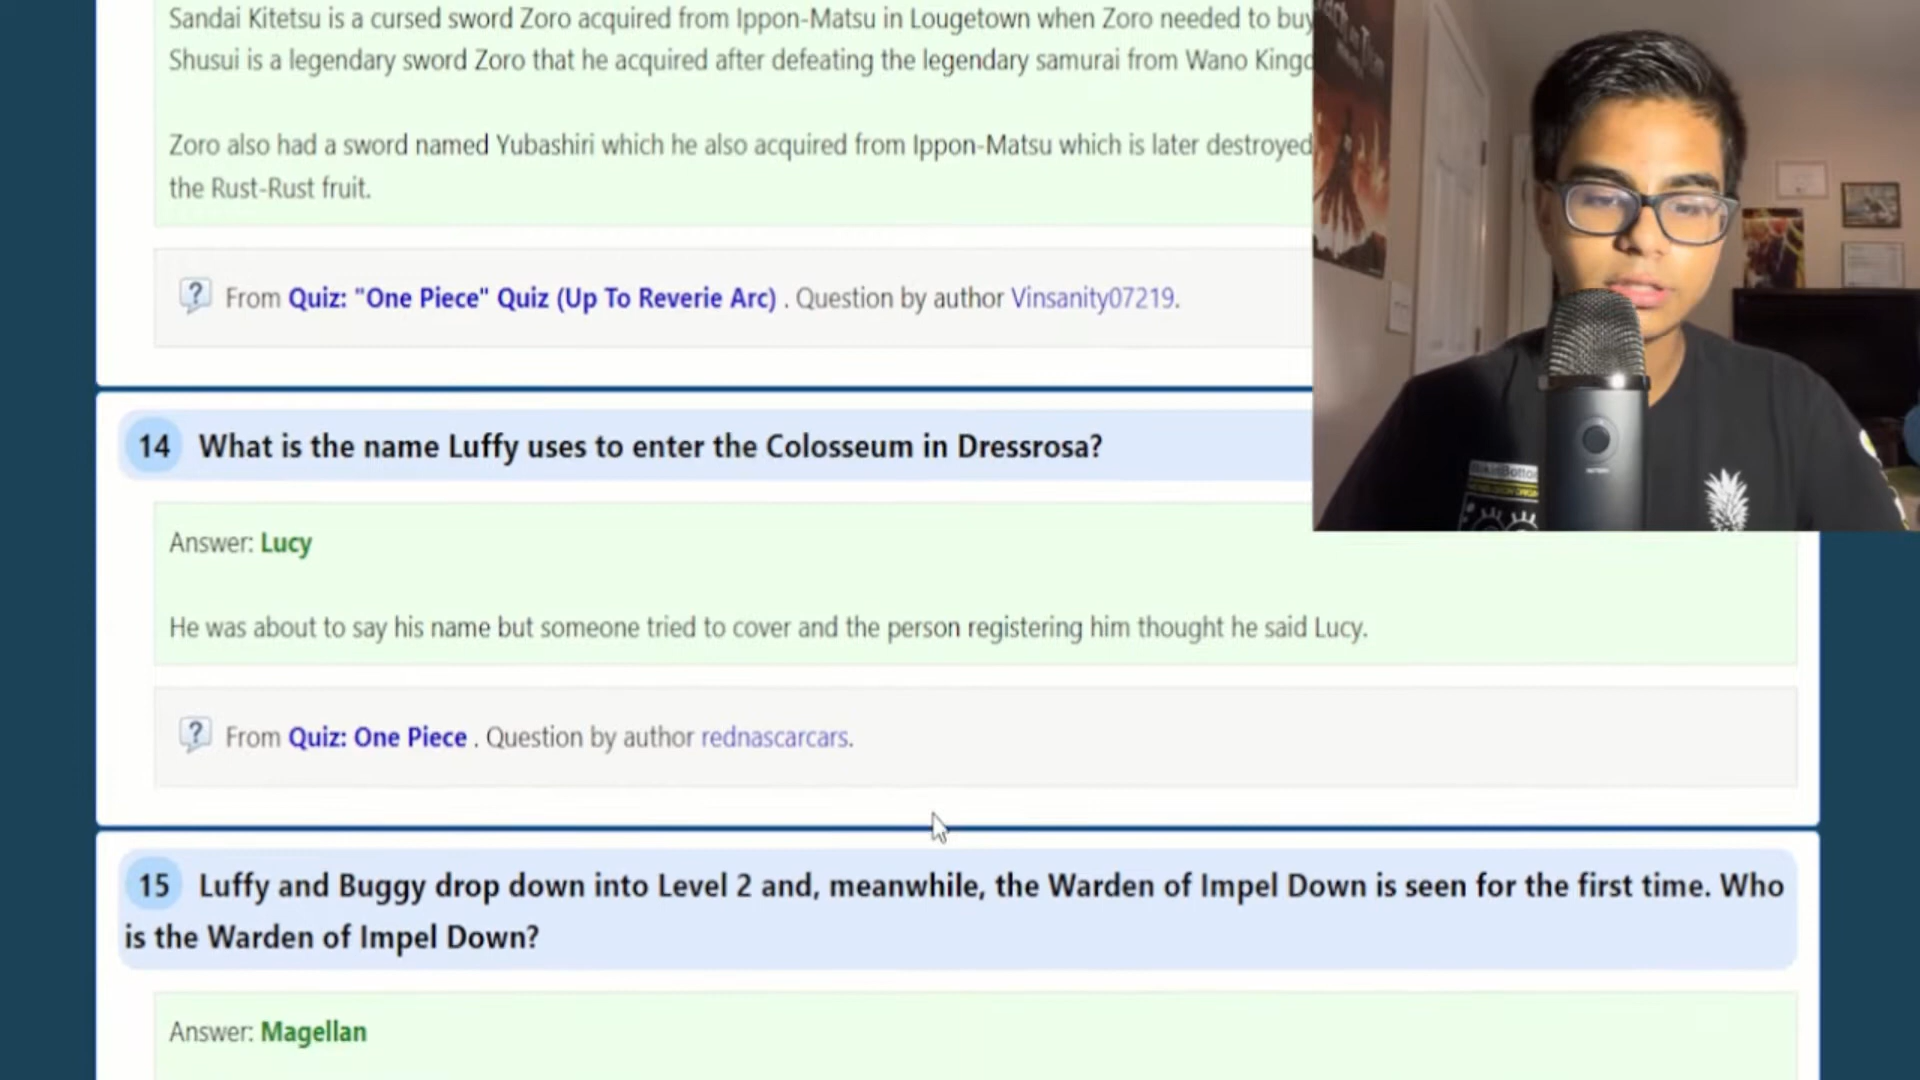 Sandai Kitetsu is a cursed sword Zoro acquired from Ippon-Matsu in Lougetown when Zoro needed to buy
Shusui is a legendary sword Zoro that he acquired after defeating the legendary samurai from Wano
Zoro also had a sword named Yubashiri which he also acquired from Ippon-Matsu which is later destroyed
the Rust-Rust fruit.
? From Quiz: "One Piece" Quiz (Up To Reverie Arc) . Question by author Vinsanity07219.
14 What is the name Luffy uses to enter the Colosseum in Dressrosa?
Answer: Lucy
He was about to say his name but someone tried to cover and the person registering him thought he said Lucy.
? From Quiz: One Piece . Question by author rednascarcars.
15 Luffy and Buggy drop down into Level 2 and, meanwhile, the Warden of Impel Down is seen for the first time. Who
is the Warden of Impel Down?
Answer: Magellan